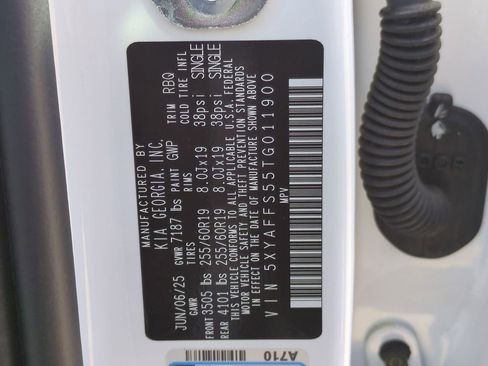 MANUFACTURED BY
KIA GEORGIA, INC.
JUN/06/25 GVWR 7187 lbs PAINT GWP TRIM RBQ
GAWR RIMS COLD TIRE INFL
FRONT 3505 lbs 255/60R19 8.0Jx19 38psi SINGLE
REAR 4101 lbs 255/60R19 8.0Jx19 38psi SINGLE
THIS VEHICLE CONFORMS TO ALL APPLICABLE U.S.A. FEDERAL
MOTOR VEHICLE SAFETY AND THEFT PREVENTION STANDARDS
IN EFFECT ON THE DATE OF MANUFACTURE SHOWN ABOVE
VIN 5XYAFFS55TG011900
MPV
A710